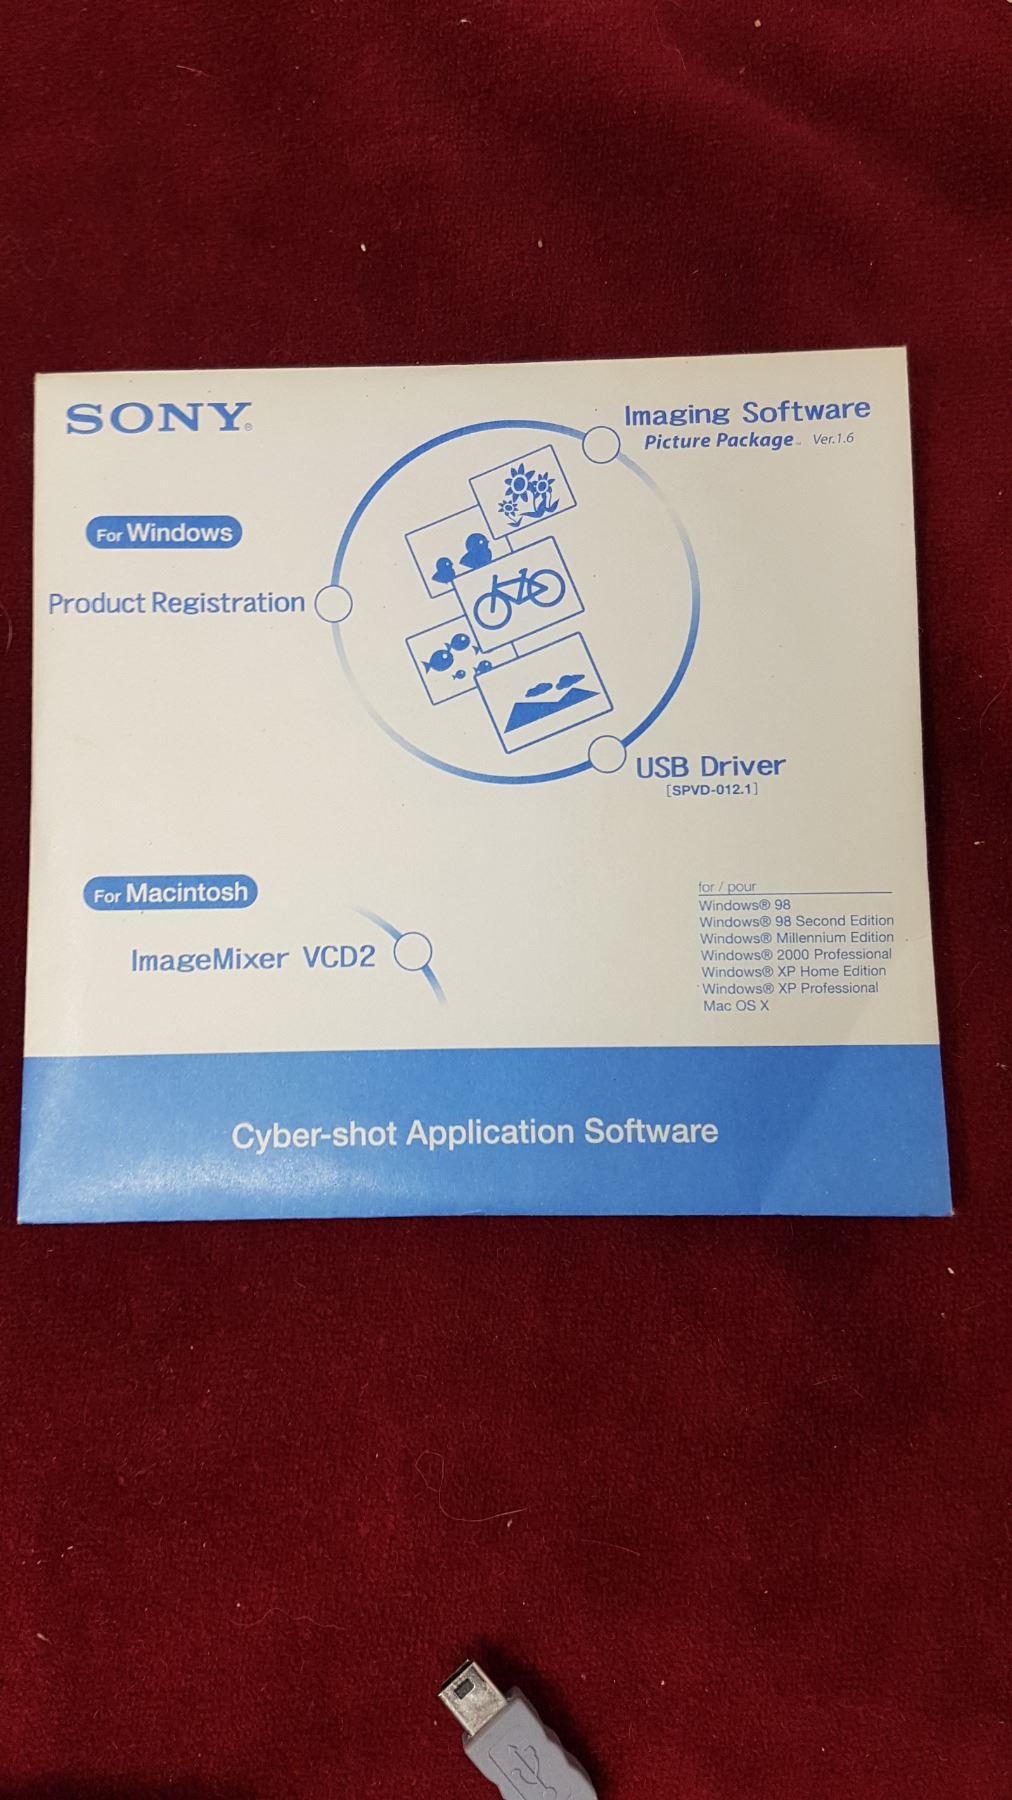 SONY®
Imaging Software
Picture Package™ Ver.1.6
For Windows
Product Registration
USB Driver
[SPVD-012.1]
For Macintosh
ImageMixer VCD2
for / pour
Windows® 98
Windows® 98 Second Edition
Windows® Millennium Edition
Windows® 2000 Professional
Windows® XP Home Edition
Windows® XP Professional
Mac OS X
Cyber-shot Application Software